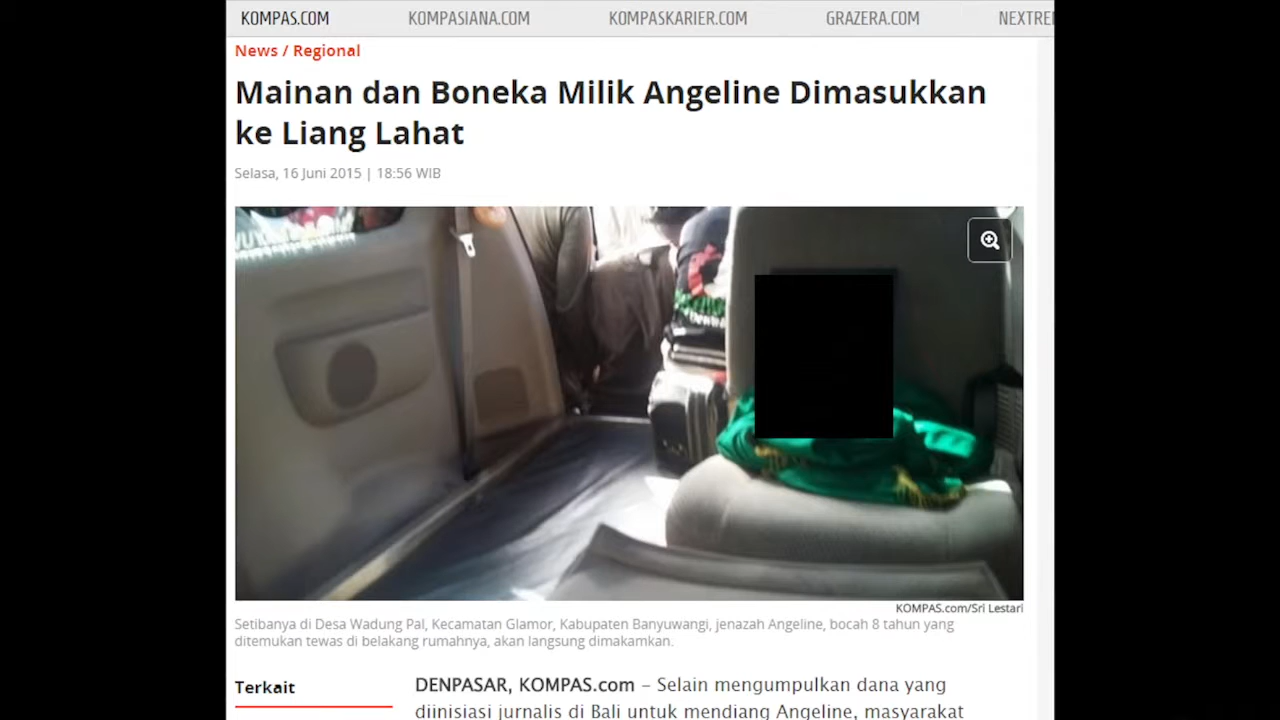 KOMPAS.COM KOMPASIANA.COM KOMPASKARIER.COM GRAZERA.COM
News / Regional
Mainan dan Boneka Milik Angeline Dimasukkan
ke Liang Lahat
Selasa, 16 Juni 2015 | 18:56 WIB
KOMPAS.com/Sri Lestari
Setibanya di Desa Wadung Pal, Kecamatan Glamor, Kabupaten Banyuwangi, jenazah Angeline, bocah 8 tahun yang
ditemukan tewas di belakang rumahnya, akan langsung dimakamkan.
Terkait
DENPASAR, KOMPAS.com – Selain mengumpulkan dana yang
diinisiasi jurnalis di Bali untuk mendiang Angeline, masyarakat